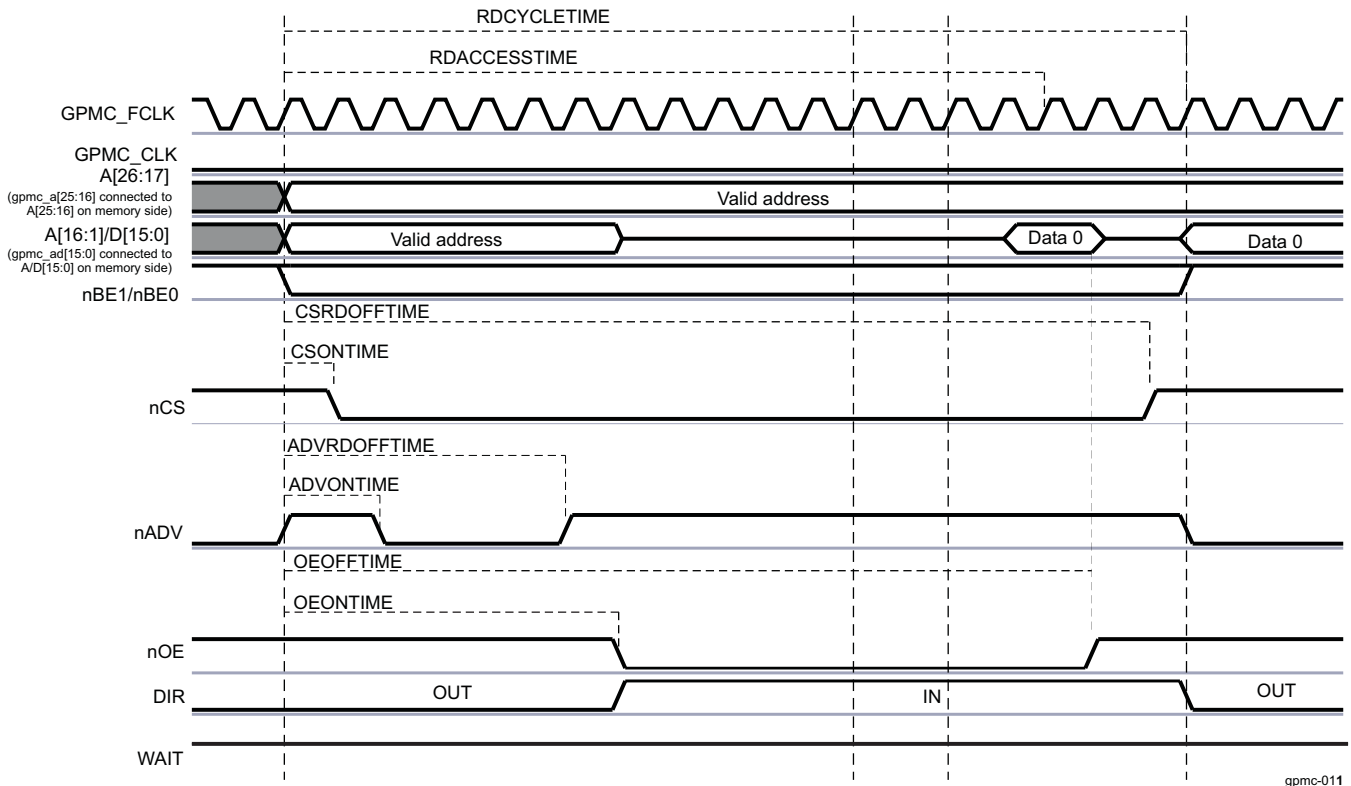 RDCYCLETIME
RDACCESSTIME
GPMC_FCLK
GPMC_CLK
A[26:17]
(gpmc_a[25:16] connected to
A[25:16] on memory side)
Valid address
A[16:1]/D[15:0]
(gpmc_ad[15:0] connected to
A/D[15:0] on memory side)
Valid address
Data 0
Data 0
nBE1/nBE0
CSRDOFFTIME
CSONTIME
nCS
ADVRDOFFTIME
ADVONTIME
nADV
OEOFFTIME
OEONTIME
nOE
DIR
OUT
IN
OUT
WAIT
gpmc-011